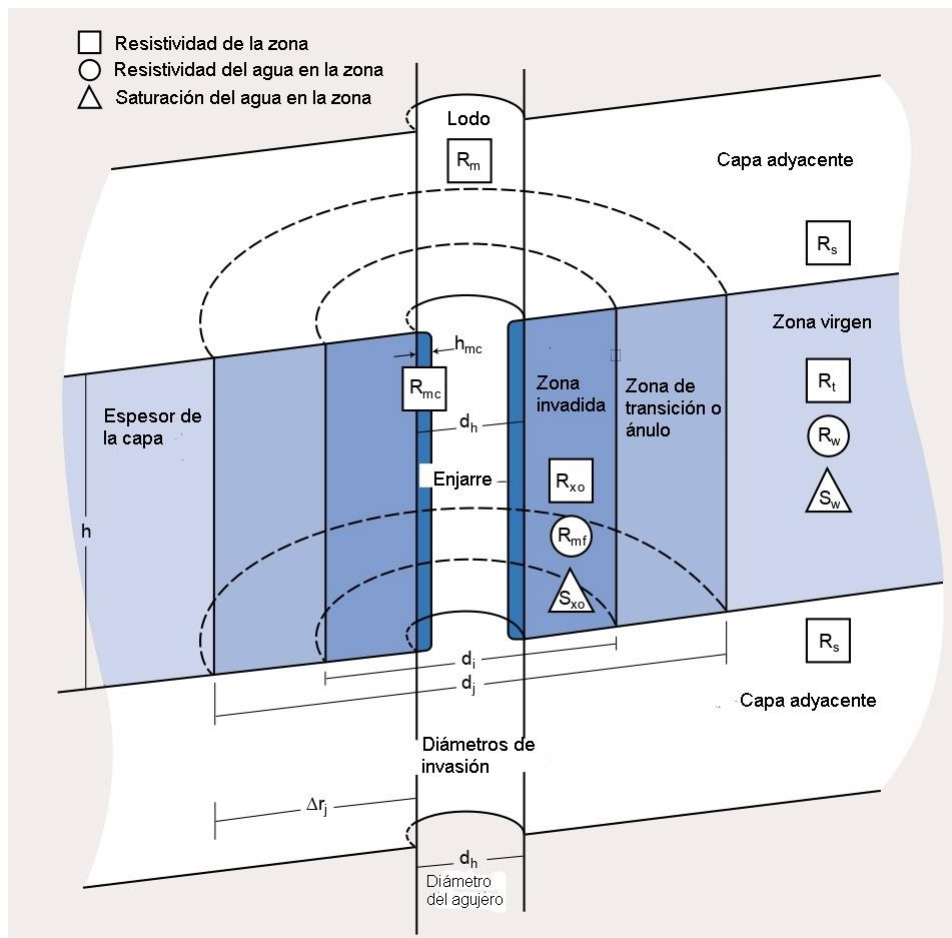 Resistividad de la zona
Resistividad del agua en la zona
Saturación del agua en la zona
Lodo
Rm
Capa adyacente
Rs
Zona virgen
hmc
Rmc
Zona
invadida
Zona de
transición o
ánulo
Rt
Espesor de
la capa
dh
Rw
Enjarre
Rxo
Sw
h
Rmf
Sxo
Rs
di
dj
Capa adyacente
Diámetros de
invasión
Δrj
dh
Diámetro
del agujero